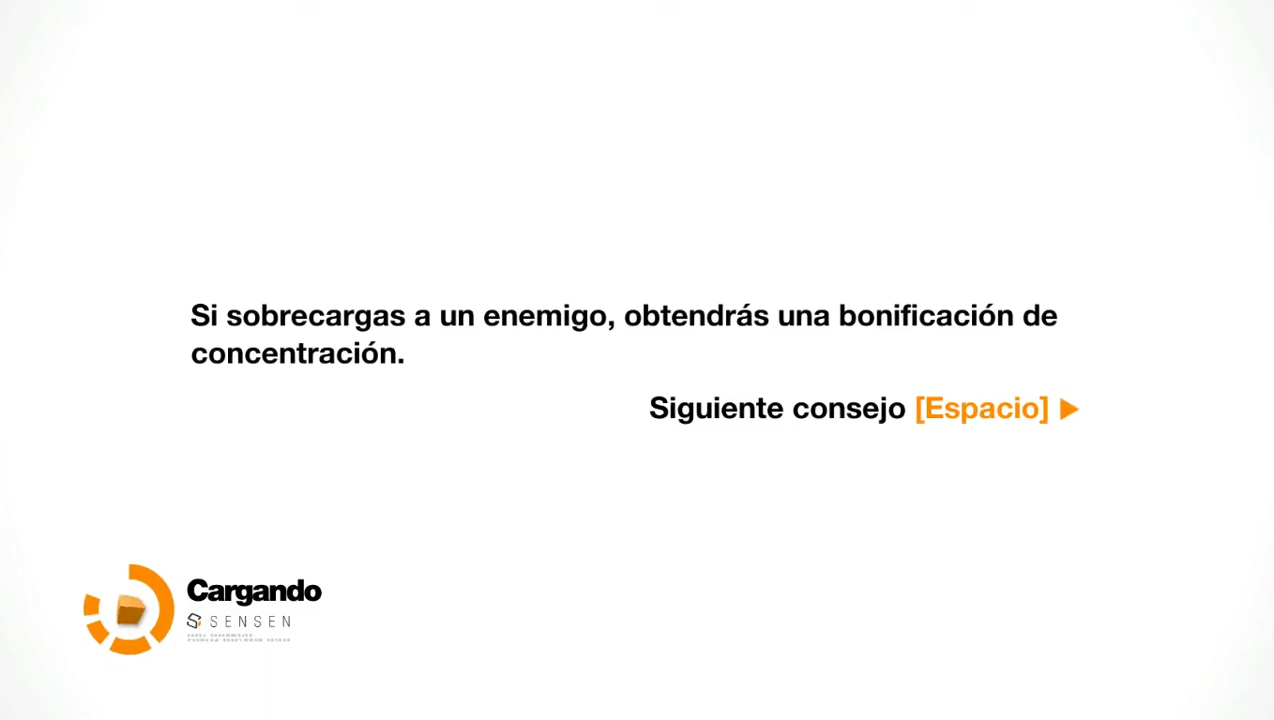 Si sobrecargas a un enemigo, obtendrás una bonificación de
concentración.
Siguiente consejo [Espacio]
Cargando
SENSEN